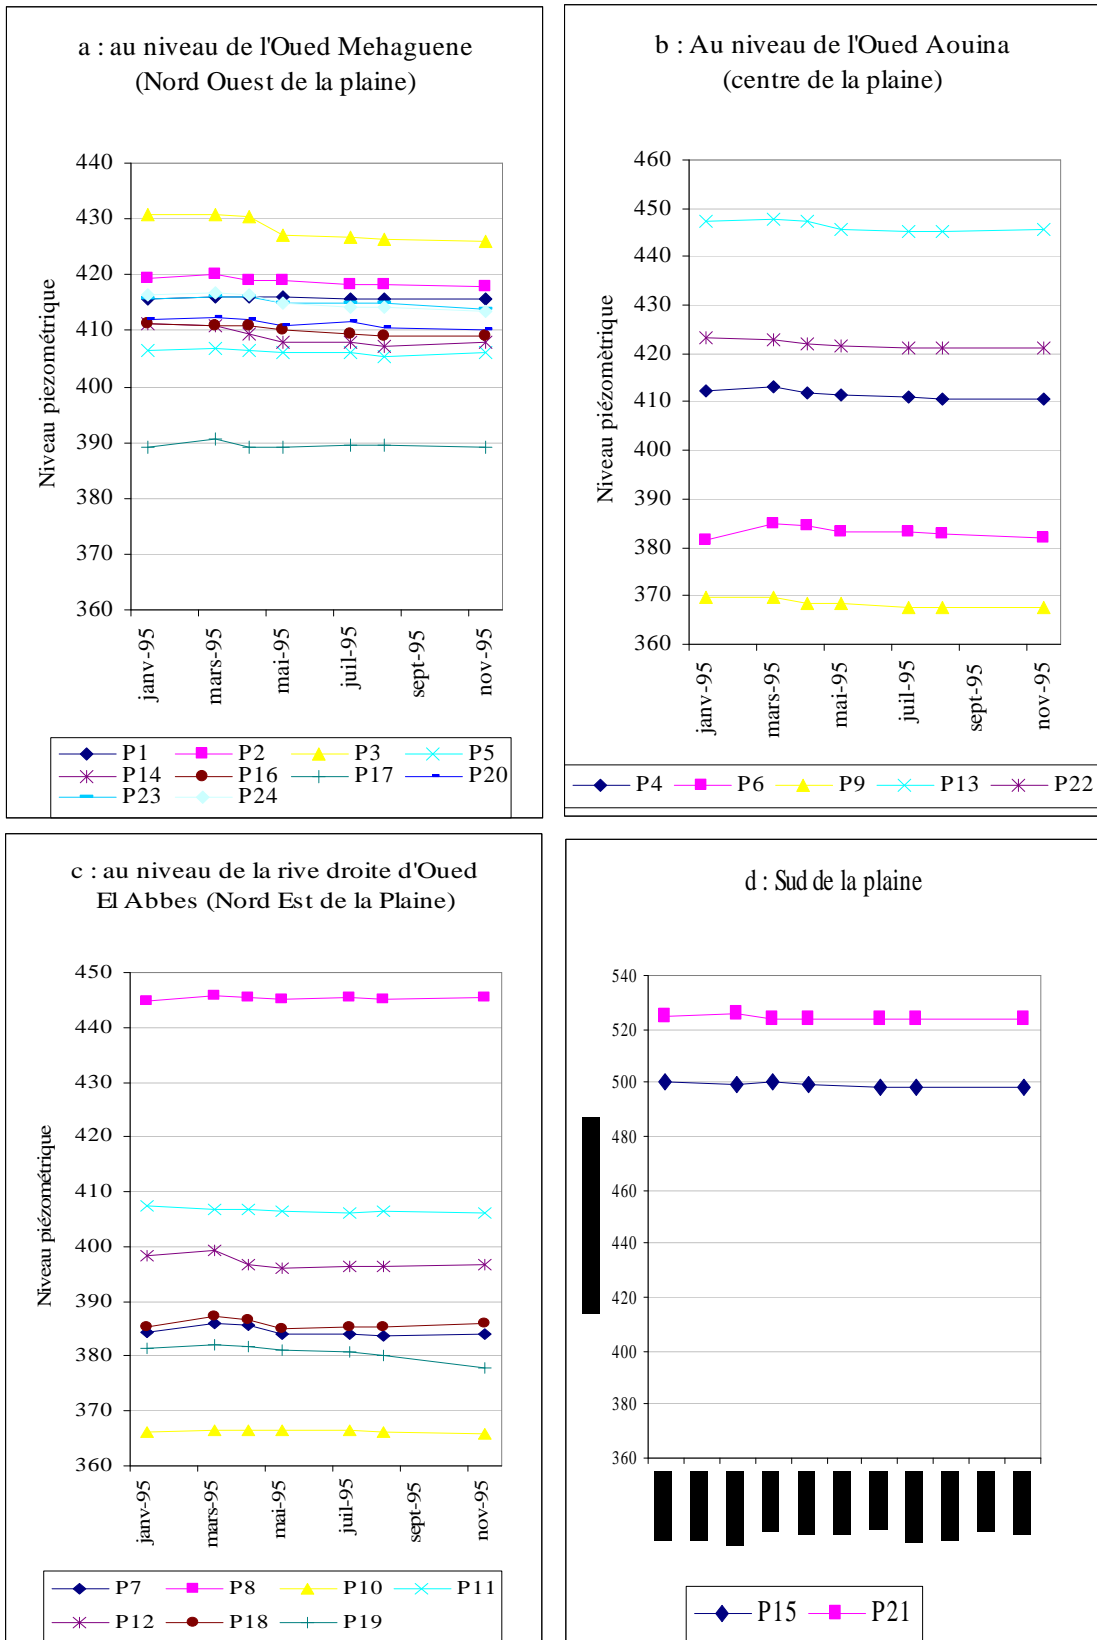 a : au niveau de l'Oued Mehaguene
(Nord Ouest de la plaine)
Niveau piezométrique
440
430
420
410
400
390
380
370
360
janv-95
mars-95
mai-95
juil-95
sept-95
nov-95
P1 P2 P3 P5
P14 P16 P17 P20
P23 P24
b : Au niveau de l'Oued Aouina
(centre de la plaine)
Niveau piézomètrique
460
450
440
430
420
410
400
390
380
370
360
janv-95
mars-95
mai-95
juil-95
sept-95
nov-95
P4 P6 P9 P13 P22
c : au niveau de la rive droite d'Oued
El Abbes (Nord Est de la Plaine)
Niveau piézométrique
450
440
430
420
410
400
390
380
370
360
janv-95
mars-95
mai-95
juil-95
sept-95
nov-95
P7 P8 P10 P11
P12 P18 P19
d : Sud de la plaine
540
520
500
480
460
440
420
400
380
360
P15 P21